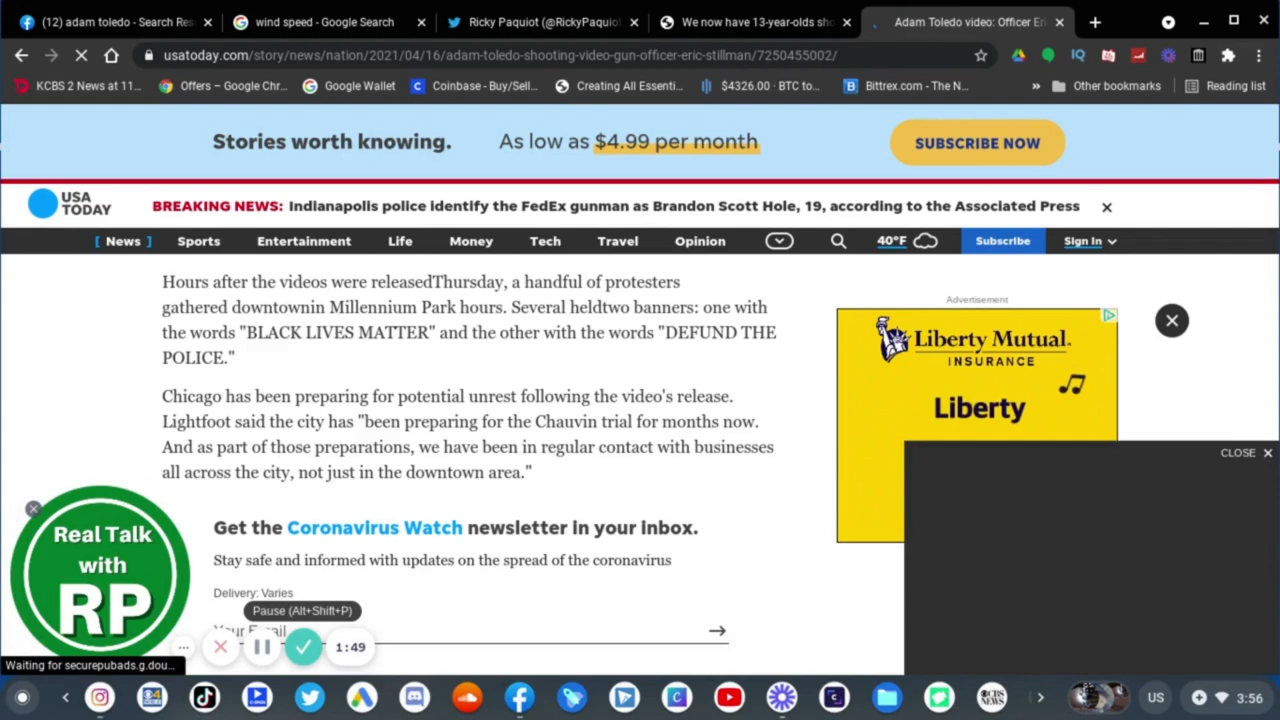 (12) adam toledo - Search Res
wind speed - Google Search
Ricky Paquiot (@RickyPaquiot
We now have 13-year-olds sho
Adam Toledo video: Officer Eri
usatoday.com/story/news/nation/2021/04/16/adam-toledo-shooting-video-gun-officer-eric-stillman/7250455002/
KCBS 2 News at 11...
Offers – Google Chr...
Google Wallet
Coinbase - Buy/Sell...
Creating All Essenti...
$4326.00 · BTC to...
Bittrex.com - The N...
Other bookmarks
Reading list
Stories worth knowing.
As low as $4.99 per month
SUBSCRIBE NOW
USA
TODAY
BREAKING NEWS: Indianapolis police identify the FedEx gunman as Brandon Scott Hole, 19, according to the Associated Press
[ News ] Sports Entertainment Life Money Tech Travel Opinion 40°F Subscribe Sign In
Hours after the videos were releasedThursday, a handful of protesters
gathered downtown Millennium Park hours. Several heldtwo banners: one with
the words "BLACK LIVES MATTER" and the other with the words "DEFUND THE
POLICE."
Chicago has been preparing for potential unrest following the video's release.
Lightfoot said the city has "been preparing for the Chauvin trial for months now.
And as part of those preparations, we have been in regular contact with businesses
all across the city, not just in the downtown area."
Advertisement
Liberty Mutual.
INSURANCE
Liberty
CLOSE
Get the Coronavirus Watch newsletter in your inbox.
Stay safe and informed with updates on the spread of the coronavirus
Delivery: Varies
Pause (Alt+Shift+P)
Your Email
Real Talk
with
RP
1:49
Waiting for securepubads.g.dou...
US
3:56